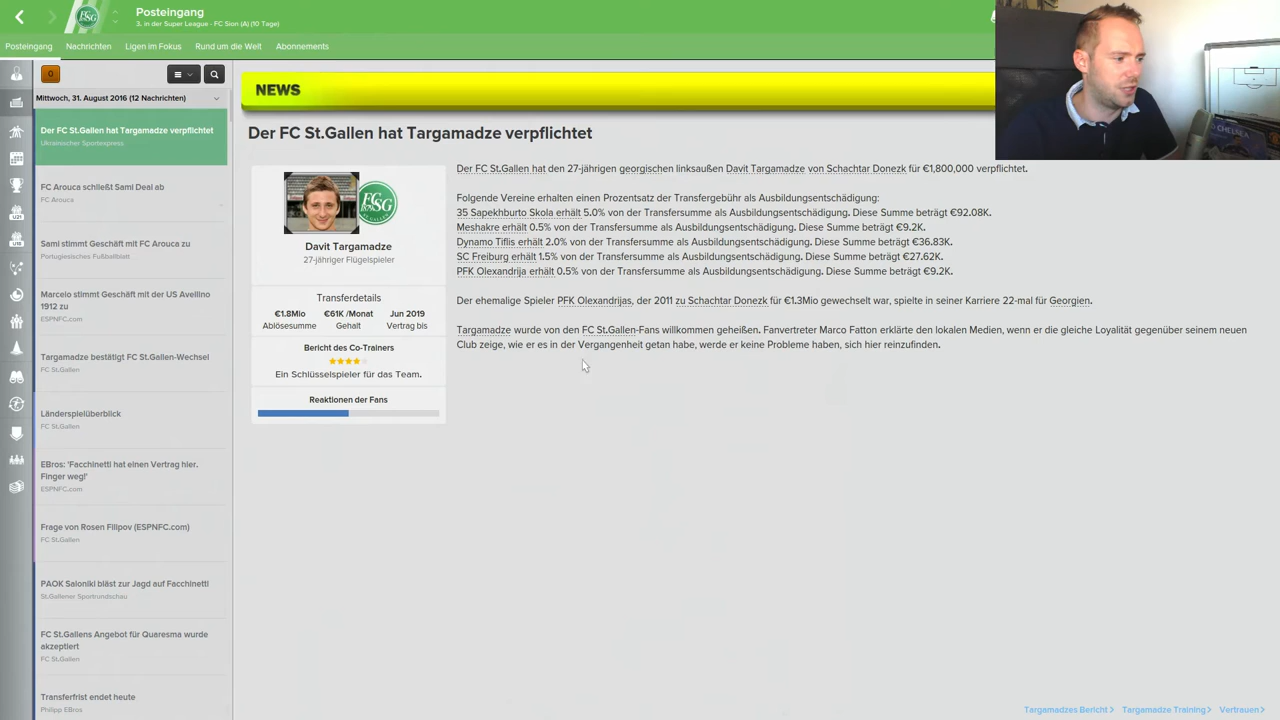 Posteingang
3. in der Super League - FC Sion (A) (10 Tage)
Posteingang
Nachrichten
Ligen im Fokus
Rund um die Welt
Abonnements
0
Mittwoch, 31. August 2016 (12 Nachrichten)
Der FC St.Gallen hat Targamadze verpflichtet
Ukrainischer Sportexpress
FC Arouca schließt Sami Deal ab
FC Arouca
Sami stimmt Geschäft mit FC Arouca zu
Portugiesisches Fußballblatt
Marcelo stimmt Geschäft mit der US Avellino
1912 zu
ESPNFC.com
Targamadze bestätigt FC St.Gallen-Wechsel
FC St.Gallen
Länderspielüberblick
FC St.Gallen
EBros: 'Facchinetti hat einen Vertrag hier.
Finger weg!'
ESPNFC.com
Frage von Rosen Filipov (ESPNFC.com)
FC St.Gallen
PAOK Saloniki bläst zur Jagd auf Facchinetti
St.Gallener Sportrundschau
FC St.Gallens Angebot für Quaresma wurde
akzeptiert
FC St.Gallen
Transferfrist endet heute
Philipp EBros
U21
U18
NEWS
Der FC St.Gallen hat Targamadze verpflichtet
Davit Targamadze
27-jähriger Flügelspieler
Transferdetails
€1.8Mio
€61K /Monat
Jun 2019
Ablösesumme
Gehalt
Vertrag bis
Bericht des Co-Trainers
Ein Schlüsselspieler für das Team.
Reaktionen der Fans
Der FC St.Gallen hat den 27-jährigen georgischen linksaußen Davit Targamadze vom Schachtar Donezk für €1,800,000 verpflichtet.
Folgende Vereine erhalten einen Prozentsatz der Transfergebühr als Ausbildungsentschädigung:
35 Sapekhburto Skola erhält 5.0% von der Transfersumme als Ausbildungsentschädigung. Diese Summe beträgt €92.08K.
Meshakre erhält 0.5% von der Transfersumme als Ausbildungsentschädigung. Diese Summe beträgt €9.2K.
Dynamo Tiflis erhält 2.0% von der Transfersumme als Ausbildungsentschädigung. Diese Summe beträgt €36.83K.
SC Freiburg erhält 1.5% von der Transfersumme als Ausbildungsentschädigung. Diese Summe beträgt €27.62K.
PFK Olexandrija erhält 0.5% von der Transfersumme als Ausbildungsentschädigung. Diese Summe beträgt €9.2K.
Der ehemalige Spieler PFK Olexandrijas, der 2011 zu Schachtar Donezk für €1.3Mio gewechselt war, spielte in seiner Karriere 22-mal für Georgien.
Targamadze wurde von den FC St.Gallen-Fans willkommen geheißen. Fanvertreter Marco Fatton erklärte den lokalen Medien, wenn er die gleiche Loyalität gegenüber seinem neuen
Club zeige, wie er es in der Vergangenheit getan habe, werde er keine Probleme haben, sich hier reinzufinden.
Targamadzes Bericht
Targamadze Training
Vertrauen